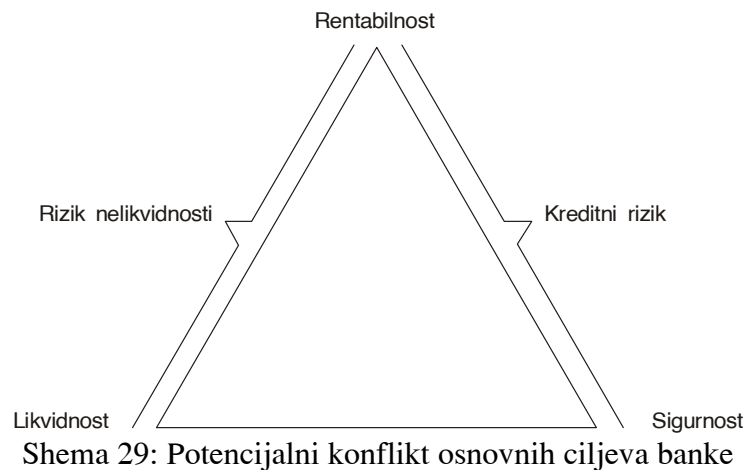 Rentabilnost
Rizik nelikvidnosti
Kreditni rizik
Likvidnost
Sigurnost
Shema 29: Potencijalni konflikt osnovnih ciljeva banke